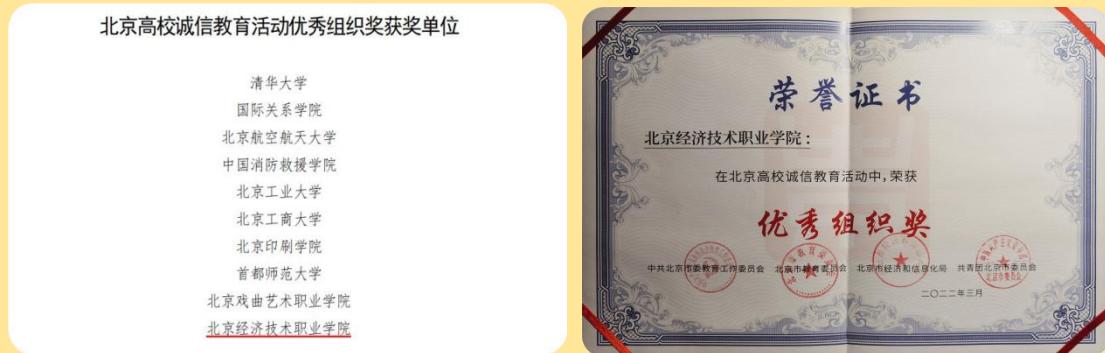 北京高校诚信教育活动优秀组织奖获奖单位
清华大学
国际关系学院
北京航空航天大学
中国消防救援学院
北京工业大学
北京工商大学
北京印刷学院
首都师范大学
北京戏曲艺术职业学院
北京经济技术职业学院
荣誉证书
北京经济技术职业学院：
在北京高校诚信教育活动中,荣获
优秀组织奖
中共北京市委教育工作委员会 北京市教育委员会 北京市经济和信息化局 共青团北京市委员会
二〇二二年三月